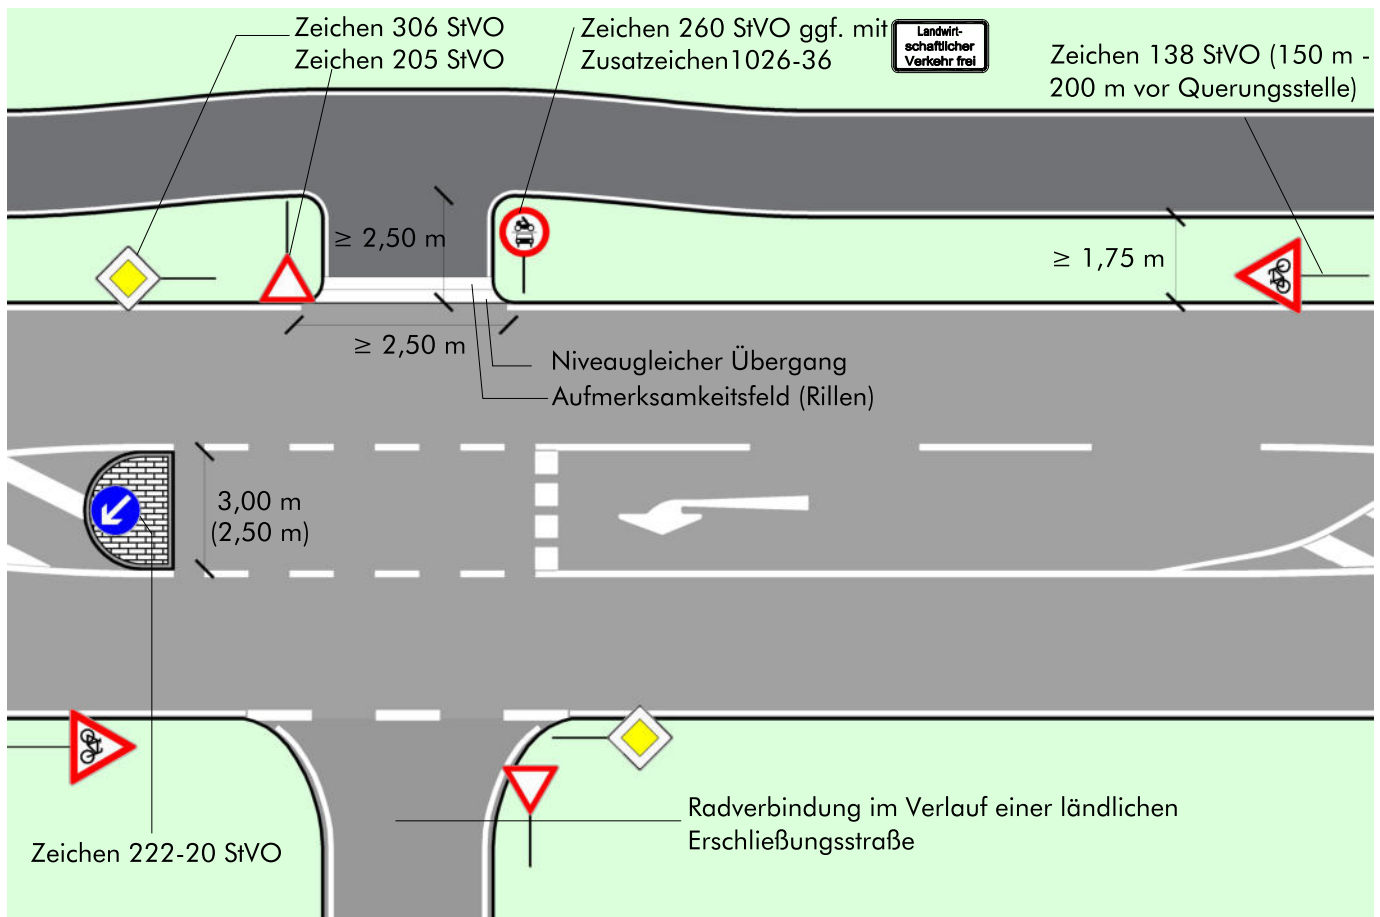 Zeichen 306 StVO
Zeichen 205 StVO
Zeichen 260 StVO ggf. mit
Zusatzeichen1026-36
Landwirt-
schaftlicher
Verkehr frei
Zeichen 138 StVO (150 m -
200 m vor Querungsstelle)
≥ 2,50 m
≥ 1,75 m
≥ 2,50 m
Niveaugleicher Übergang
Aufmerksamkeitsfeld (Rillen)
3,00 m
(2,50 m)
Radverbindung im Verlauf einer ländlichen
Erschließungsstraße
Zeichen 222-20 StVO